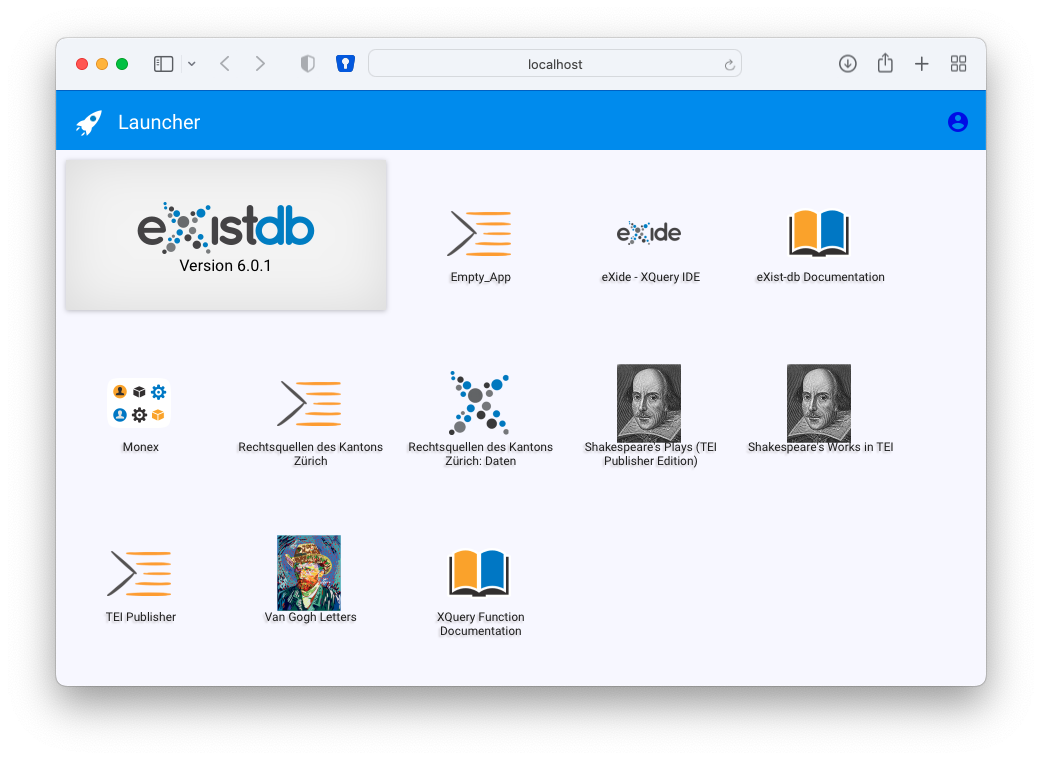 localhost
Launcher
eXistdb
Version 6.0.1
Empty_App
eXide
eXide - XQuery IDE
eXist-db Documentation
Monex
Rechtsquellen des Kantons
Zürich
Rechtsquellen des Kantons
Zürich: Daten
Shakespeare's Plays (TEI
Publisher Edition)
Shakespeare's Works in TEI
TEI Publisher
Van Gogh Letters
XQuery Function
Documentation